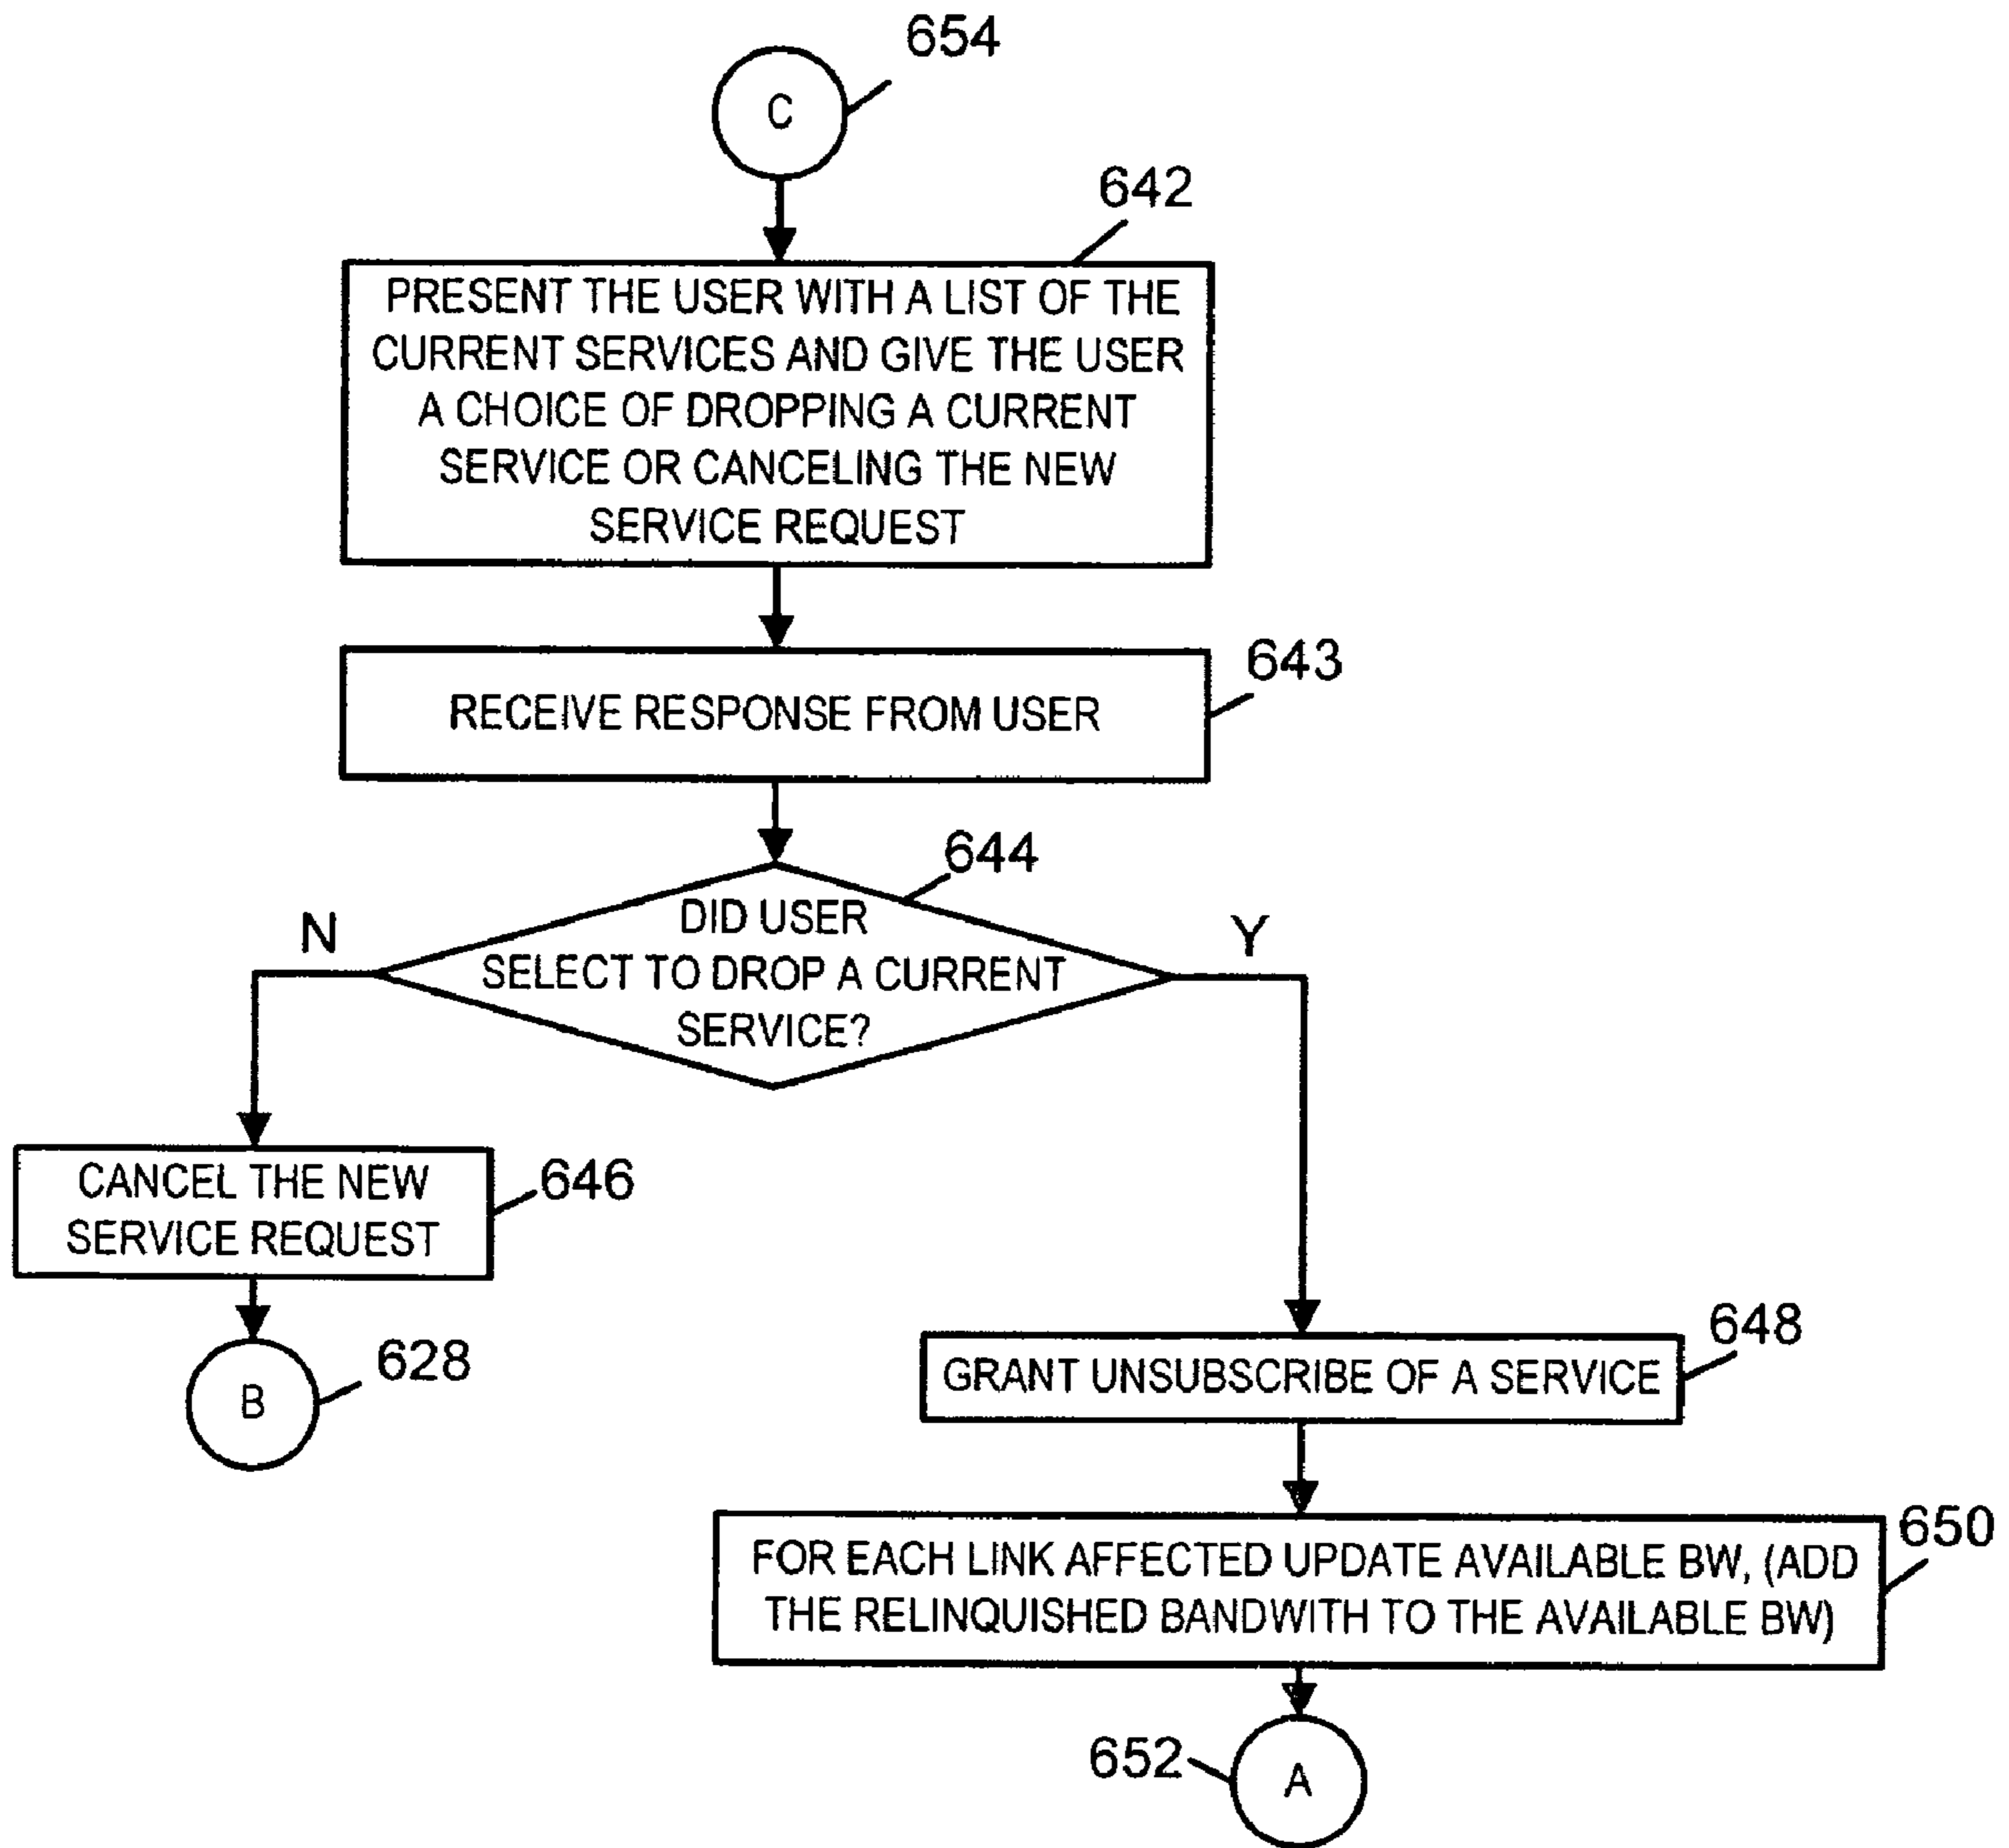 654
C
642
PRESENT THE USER WITH A LIST OF THE
CURRENT SERVICES AND GIVE THE USER
A CHOICE OF DROPPING A CURRENT
SERVICE OR CANCELING THE NEW
SERVICE REQUEST
643
RECEIVE RESPONSE FROM USER
644
DID USER
SELECT TO DROP A CURRENT
SERVICE?
N
Y
CANCEL THE NEW
SERVICE REQUEST
646
B
628
648
GRANT UNSUBSCRIBE OF A SERVICE
650
FOR EACH LINK AFFECTED UPDATE AVAILABLE BW, (ADD
THE RELINQUISHED BANDWITH TO THE AVAILABLE BW)
652
A